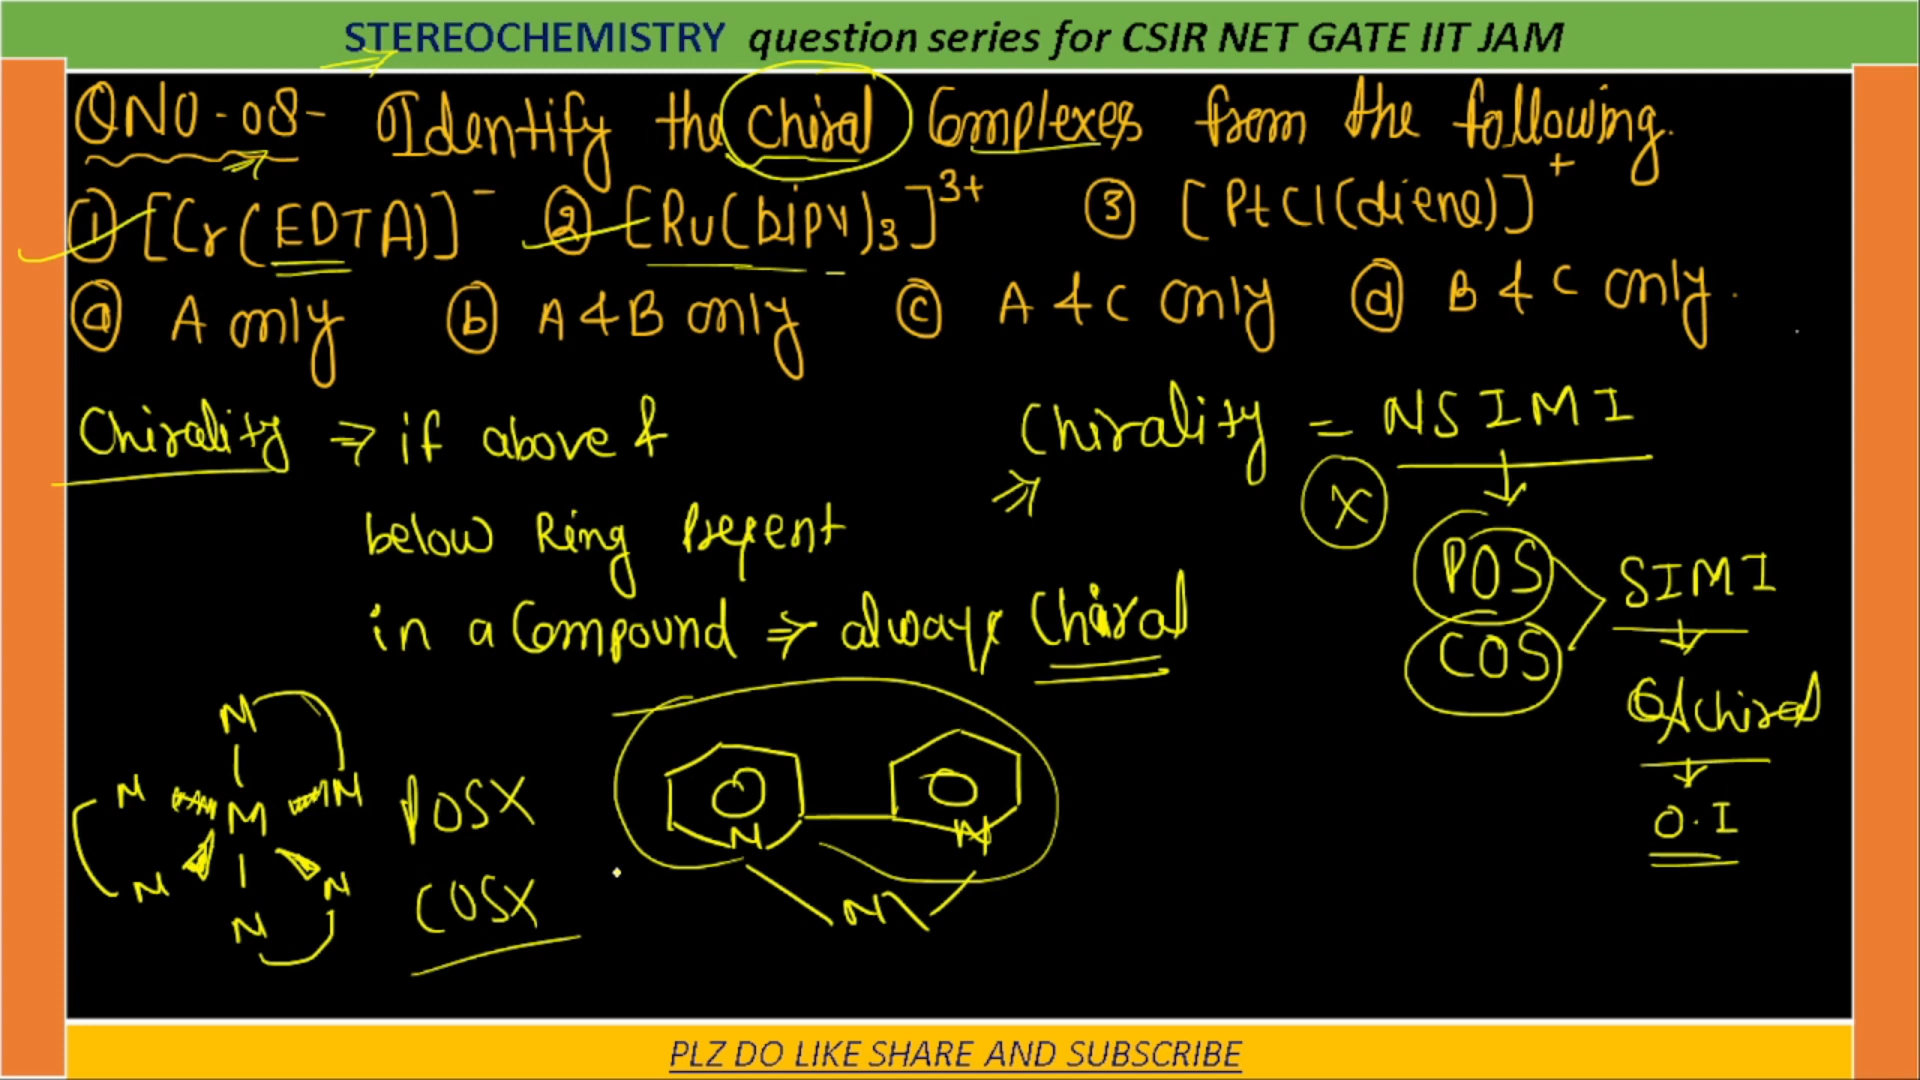 STEREOCHEMISTRY question series for CSIR NET GATE IIT JAM
QNO-08- Identify the Chiral Complexes from the following.
① [Cr(EDTA)]⁻ ② [Ru(bipy)₃]³⁺ ③ [PtCl(diene)]⁺
ⓐ A only ⓑ A & B only ⓒ A & C only ⓓ B & C only.
Chirality ⇒ if above &
below Ring Present
in a Compound ⇒ always Chiral
⇒ Chirality = NSIMI
X
POS
COS
SIMI
Achiral
O.I
M
N
N
M
N
N
N
N
POSX
COSX
N
N
M
PLZ DO LIKE SHARE AND SUBSCRIBE